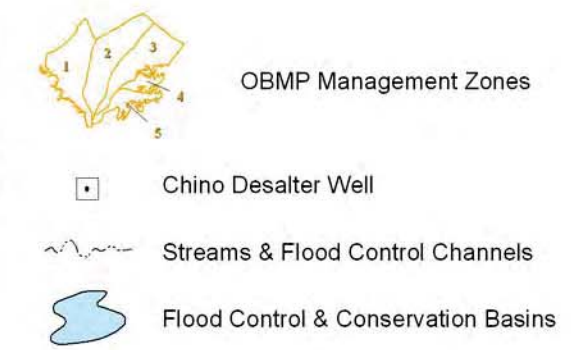 1
2
3
4
5
OBMP Management Zones
Chino Desalter Well
Streams & Flood Control Channels
Flood Control & Conservation Basins